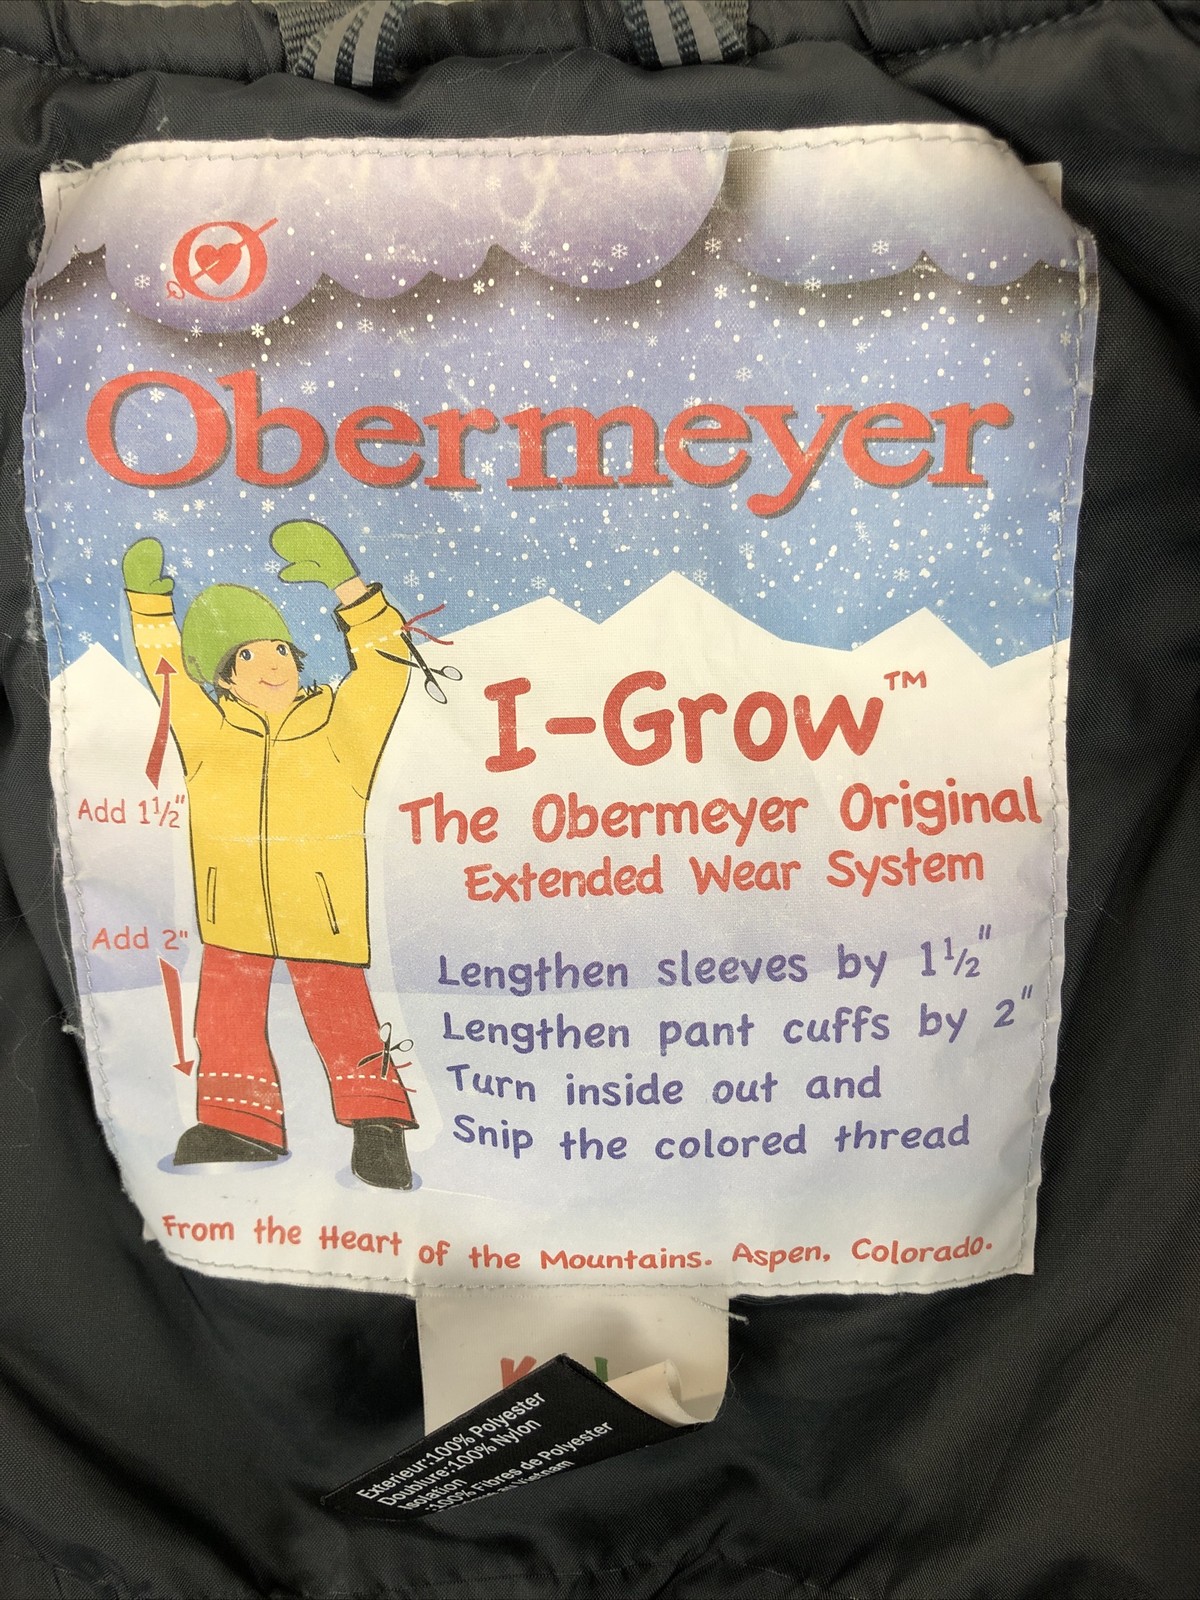 Obermeyer
I-Grow™
The Obermeyer Original
Extended Wear System
Add 1½"
Add 2"
Lengthen sleeves by 1½"
Lengthen pant cuffs by 2"
Turn inside out and
Snip the colored thread
From the Heart of the Mountains. Aspen, Colorado.
Exterieur:100% Polyester
Doublure:100% Nylon
Isolation
:100% Fibres de Polyester
au Vietnam